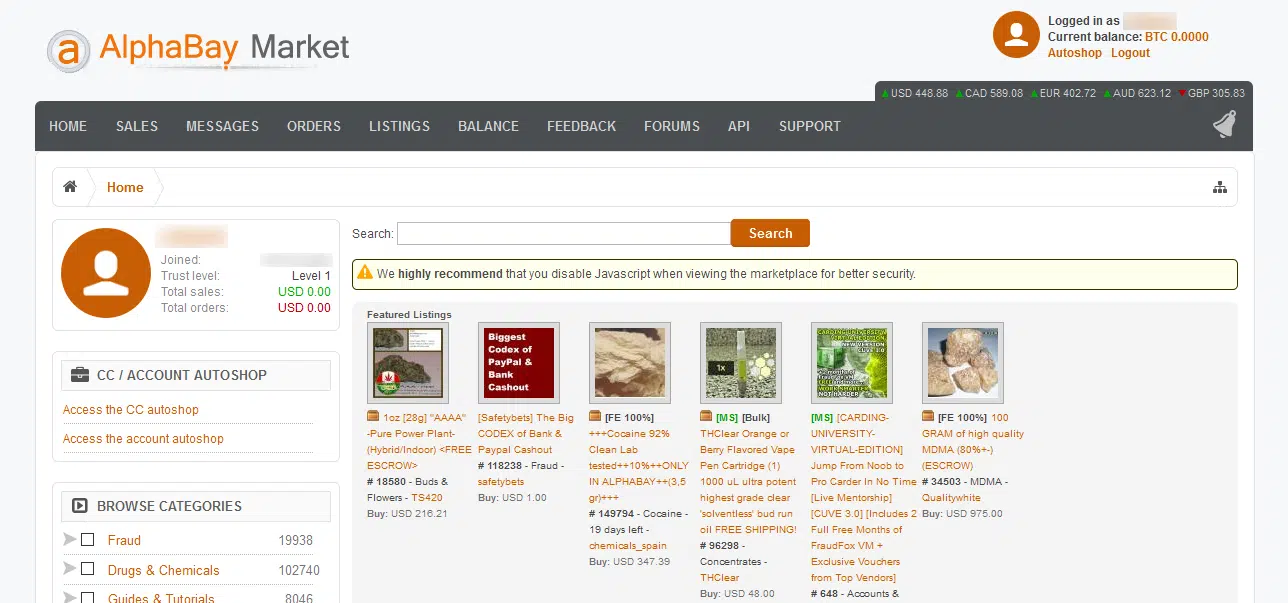 a AlphaBay Market
Logged in as
Current balance: BTC 0.0000
Autoshop Logout
USD 448.88 CAD 589.08 EUR 402.72 AUD 623.12 GBP 305.83
HOME SALES MESSAGES ORDERS LISTINGS BALANCE FEEDBACK FORUMS API SUPPORT
Home
Joined:
Trust level: Level 1
Total sales: USD 0.00
Total orders: USD 0.00
CC / ACCOUNT AUTOSHOP
Access the CC autoshop
Access the account autoshop
BROWSE CATEGORIES
Fraud 19938
Drugs & Chemicals 102740
Guides & Tutorials 8046
Search: Search
We highly recommend that you disable Javascript when viewing the marketplace for better security.
Featured Listings
1oz [28g] "AAAA"
-Pure Power Plant-
(Hybrid/Indoor) <FREE
ESCROW>
# 18580 - Buds &
Flowers - TS420
Buy: USD 216.21
Biggest
Codex of
PayPal &
Bank
Cashout
[Safetybets] The Big
CODEX of Bank &
Paypal Cashout
# 118238 - Fraud -
safetybets
Buy: USD 1.00
[FE 100%]
+++Cocaine 92%
Clean Lab
tested++10%++ONLY
IN ALPHABAY++(3,5
gr)+++
# 149794 - Cocaine -
19 days left -
chemicals_spain
Buy: USD 347.39
1x
[MS] [Bulk]
THClear Orange or
Berry Flavored Vape
Pen Cartridge (1)
1000 uL ultra potent
highest grade clear
'solventless' bud run
oil FREE SHIPPING!
# 96298 -
Concentrates -
THClear
Buy: USD 48.00
CARDING UNIVERSITY
VIRTUAL EDITION
NEW VERSION
CUVE 3.0
WORK SMARTER
NOT HARDER
[MS] [CARDING-
UNIVERSITY-
VIRTUAL-EDITION]
Jump From Noob to
Pro Carder In No Time
[Live Mentorship]
[CUVE 3.0] [Includes 2
Full Free Months of
FraudFox VM +
Exclusive Vouchers
from Top Vendors]
# 648 - Accounts &
[FE 100%] 100
GRAM of high quality
MDMA (80%+-)
(ESCROW)
# 34503 - MDMA -
Qualitywhite
Buy: USD 975.00